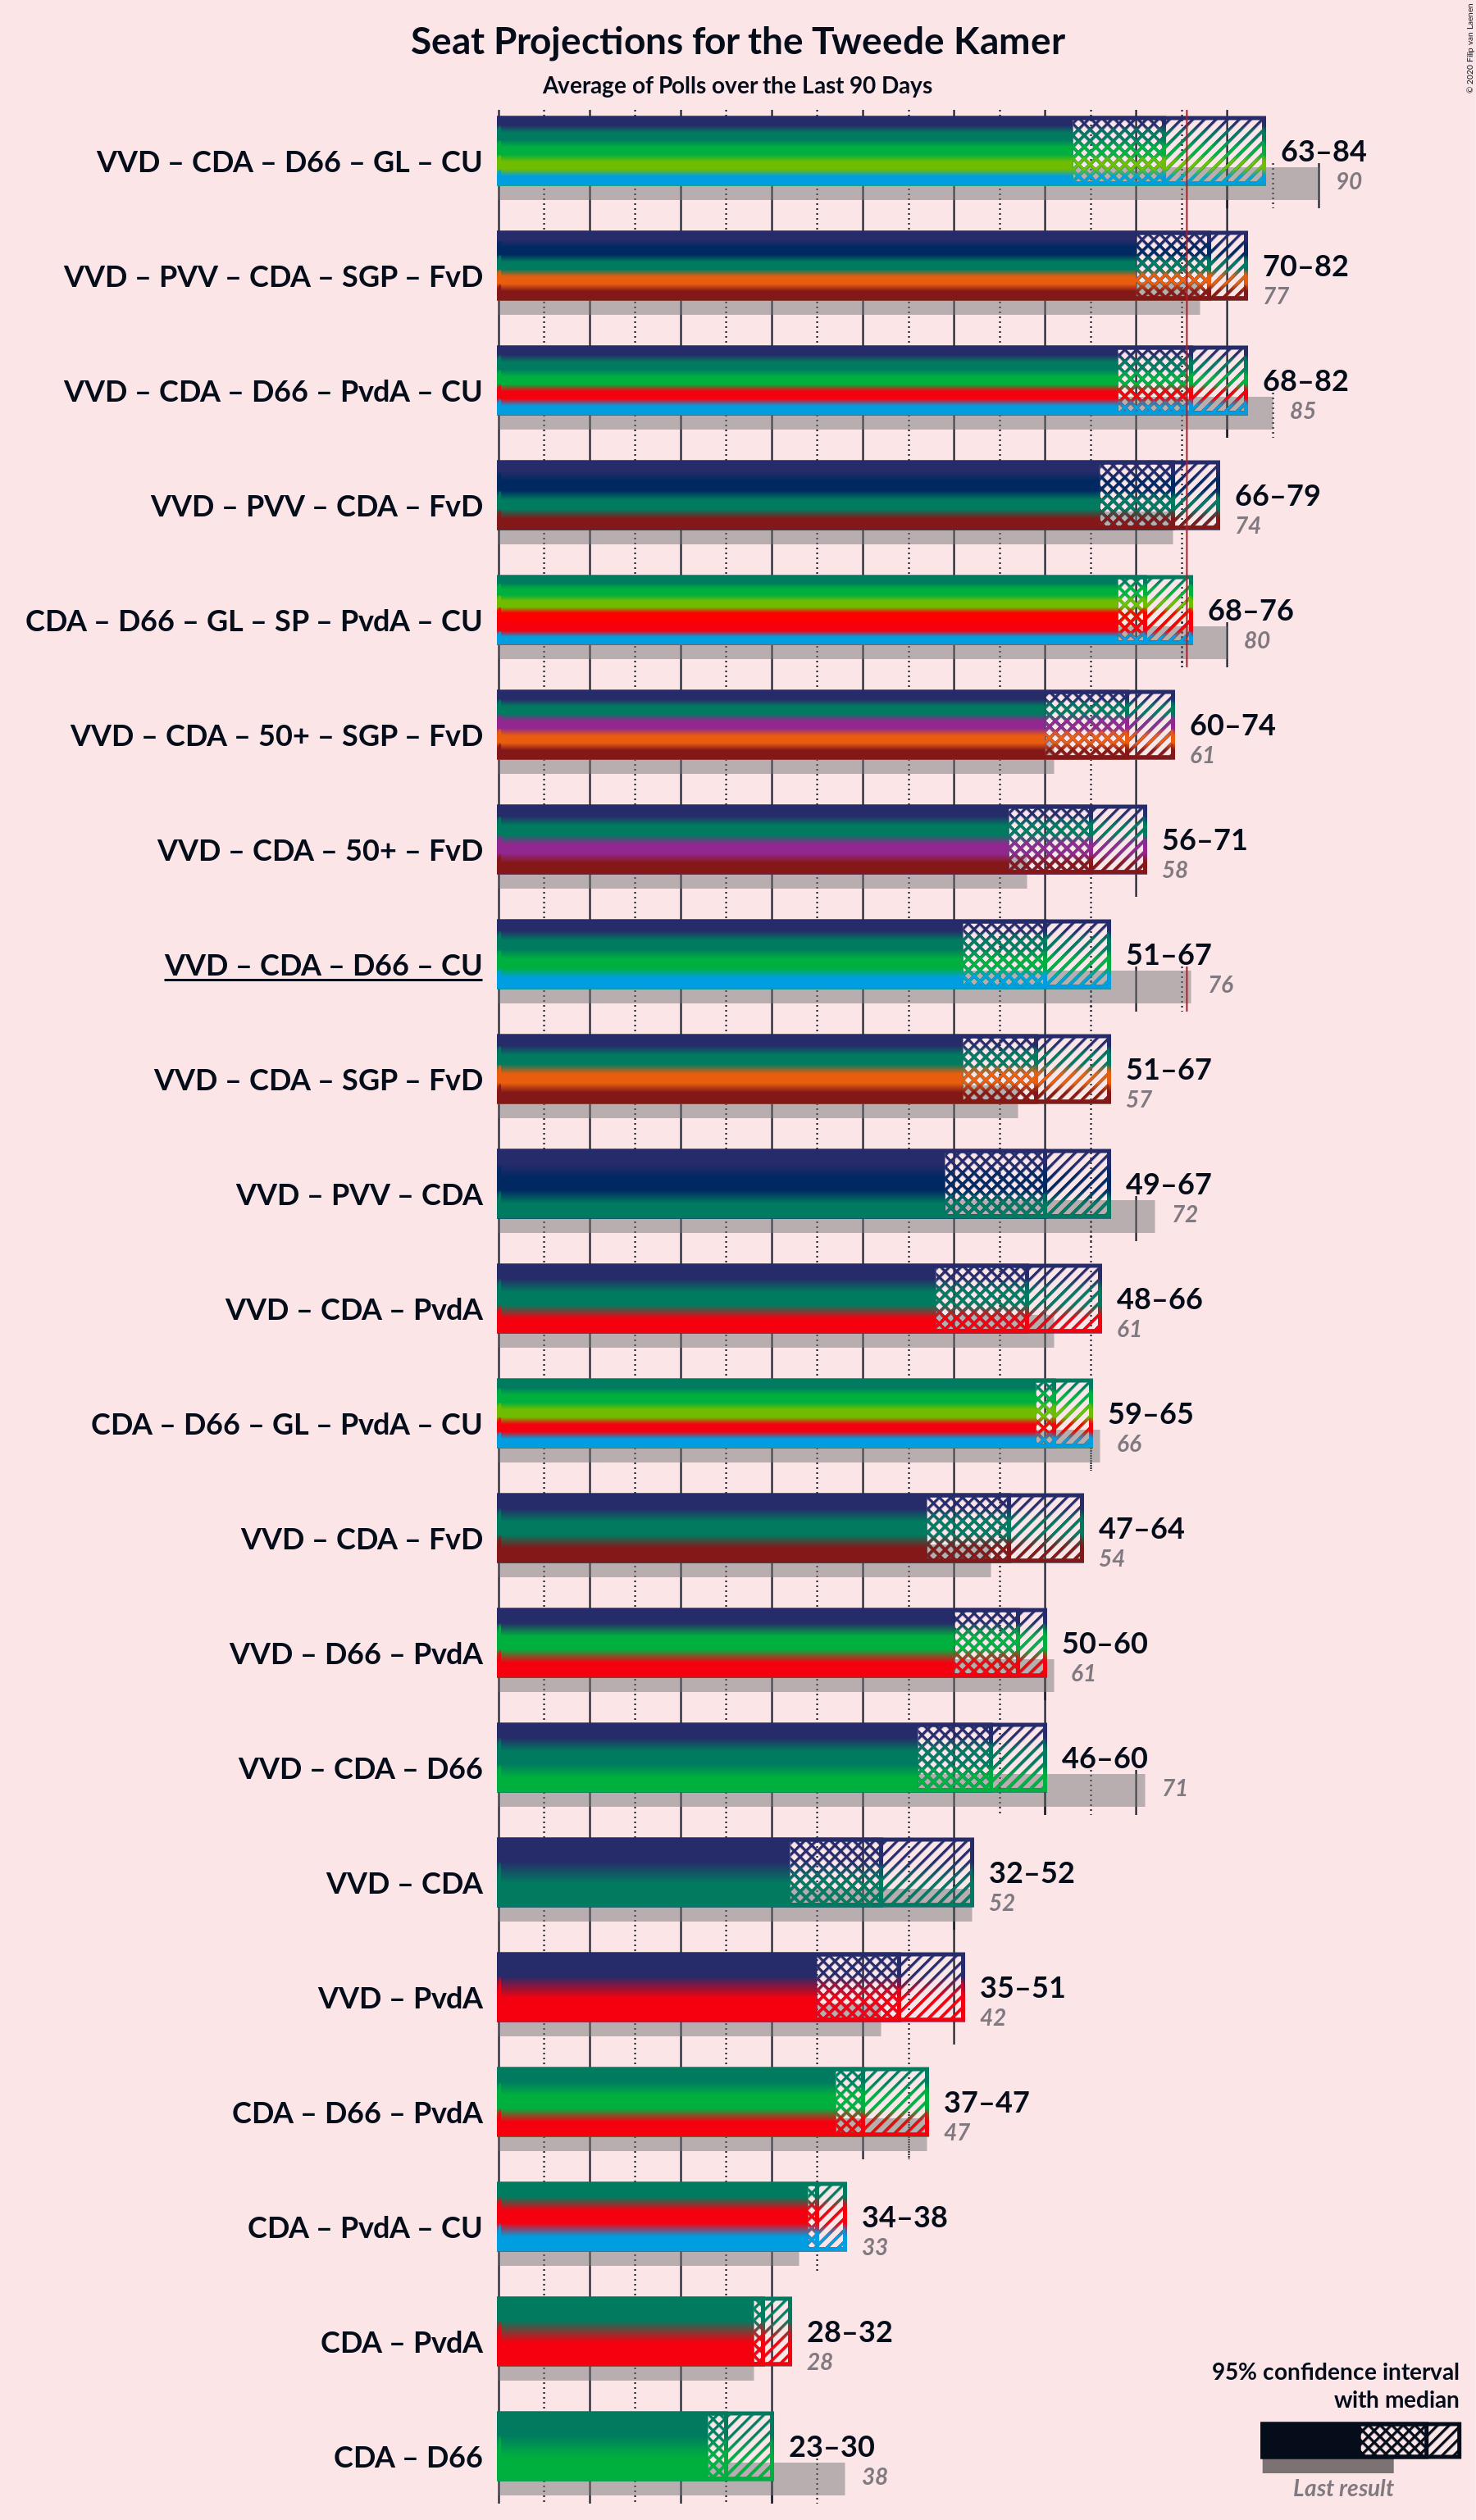 Seat Projections for the Tweede Kamer
Average of Polls over the Last 90 Days
© 2020 Filip van Laenen
VVD – CDA – D66 – GL – CU
63–84
90
VVD – PVV – CDA – SGP – FvD
70–82
77
VVD – CDA – D66 – PvdA – CU
68–82
85
VVD – PVV – CDA – FvD
66–79
74
CDA – D66 – GL – SP – PvdA – CU
68–76
80
VVD – CDA – 50+ – SGP – FvD
60–74
61
VVD – CDA – 50+ – FvD
56–71
58
VVD – CDA – D66 – CU
51–67
76
VVD – CDA – SGP – FvD
51–67
57
VVD – PVV – CDA
49–67
72
VVD – CDA – PvdA
48–66
61
CDA – D66 – GL – PvdA – CU
59–65
66
VVD – CDA – FvD
47–64
54
VVD – D66 – PvdA
50–60
61
VVD – CDA – D66
46–60
71
VVD – CDA
32–52
52
VVD – PvdA
35–51
42
CDA – D66 – PvdA
37–47
47
CDA – PvdA – CU
34–38
33
CDA – PvdA
28–32
28
CDA – D66
23–30
38
95% confidence interval
with median
Last result